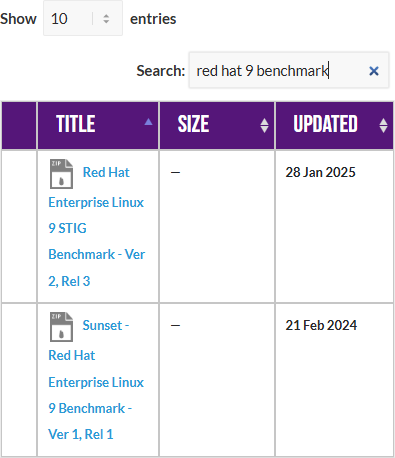 Show 10 entries
Search: red hat 9 benchmark ×
TITLE SIZE UPDATED
ZIP Red Hat — 28 Jan 2025
Enterprise Linux
9 STIG
Benchmark - Ver
2, Rel 3
ZIP Sunset - — 21 Feb 2024
Red Hat
Enterprise Linux
9 Benchmark -
Ver 1, Rel 1